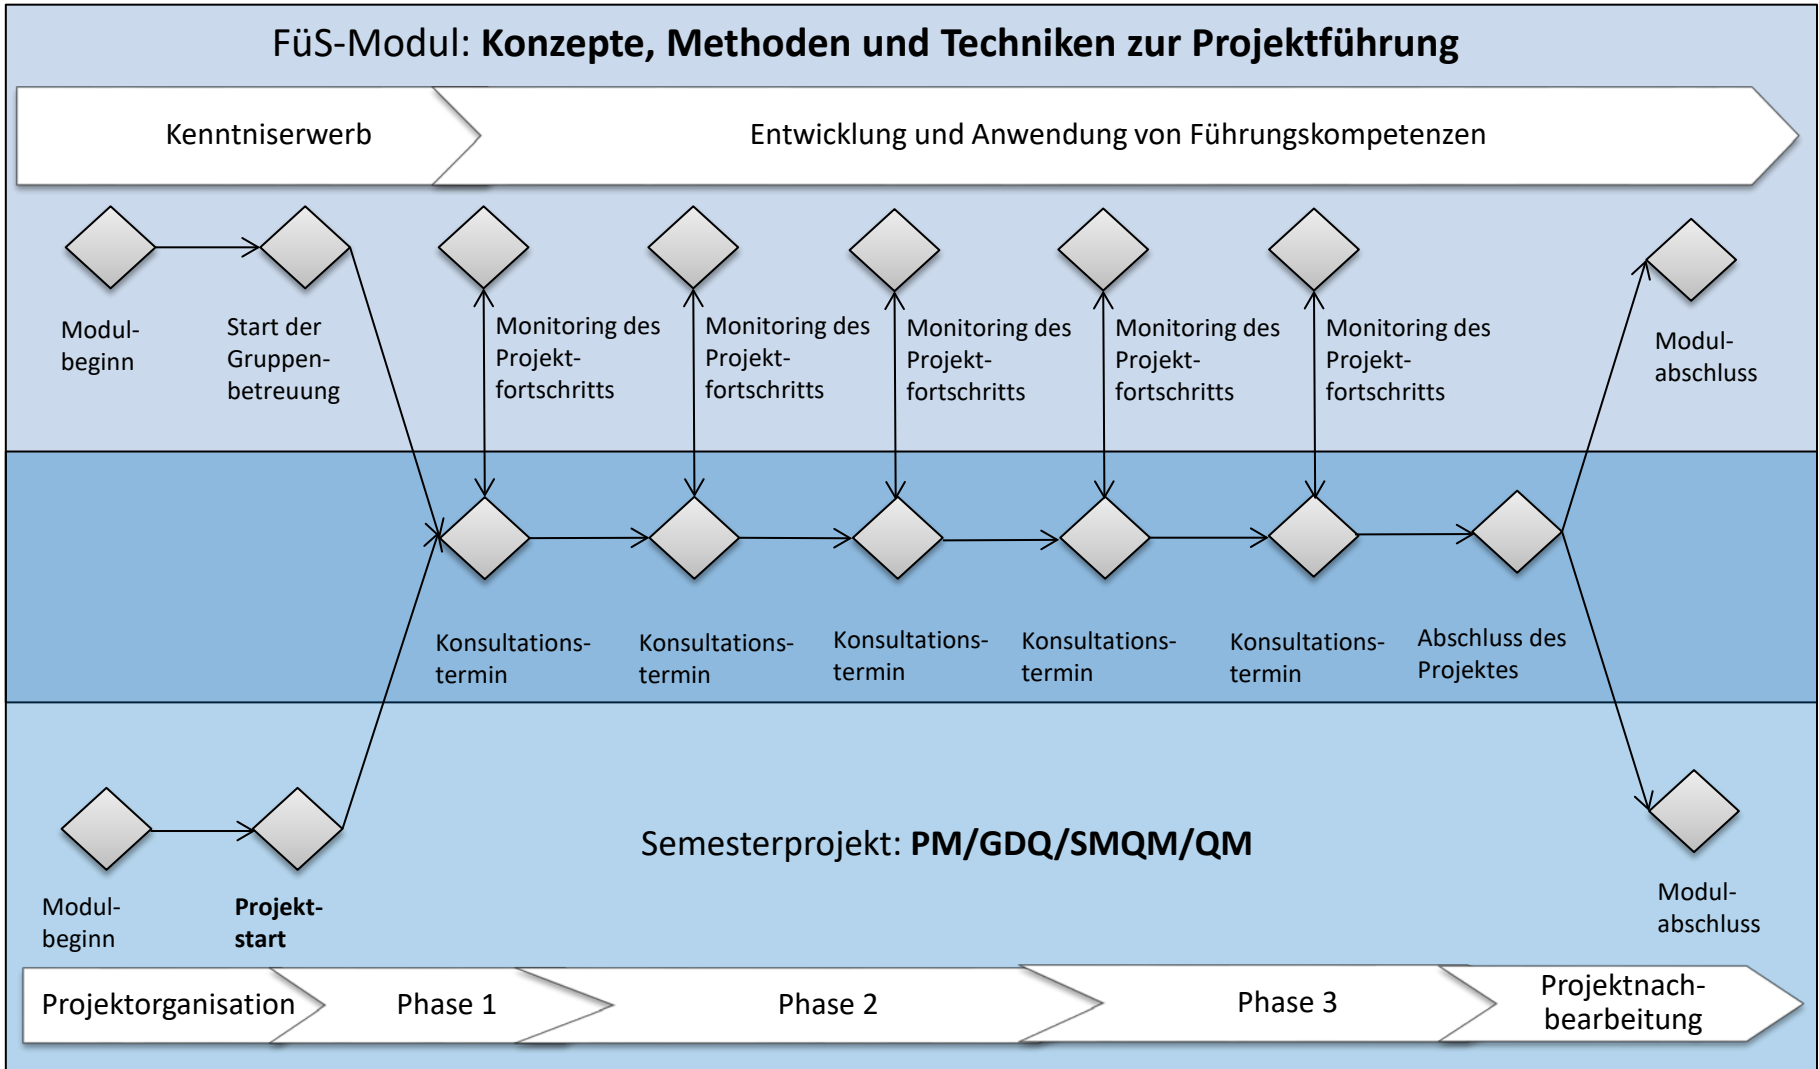 FüS-Modul: Konzepte, Methoden und Techniken zur Projektführung
Kenntniserwerb
Entwicklung und Anwendung von Führungskompetenzen
Modul-
beginn
Start der
Gruppen-
betreuung
Monitoring des
Projekt-
fortschritts
Monitoring des
Projekt-
fortschritts
Monitoring des
Projekt-
fortschritts
Monitoring des
Projekt-
fortschritts
Monitoring des
Projekt-
fortschritts
Modul-
abschluss
Konsultations-
termin
Konsultations-
termin
Konsultations-
termin
Konsultations-
termin
Konsultations-
termin
Abschluss des
Projektes
Semesterprojekt: PM/GDQ/SMQM/QM
Modul-
beginn
Projekt-
start
Modul-
abschluss
Projektorganisation
Phase 1
Phase 2
Phase 3
Projektnach-
bearbeitung